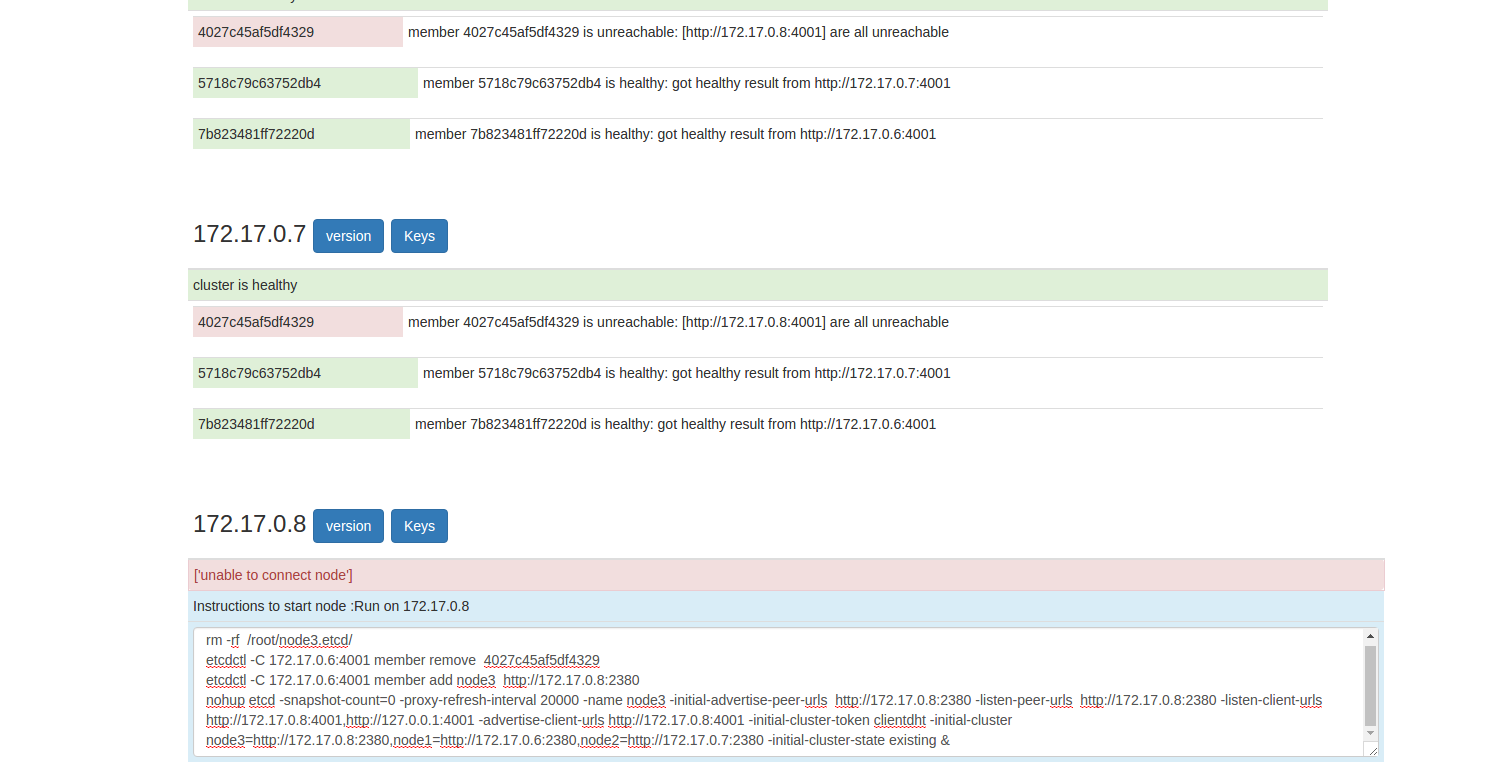 4027c45af5df4329 member 4027c45af5df4329 is unreachable: [http://172.17.0.8:4001] are all unreachable
5718c79c63752db4 member 5718c79c63752db4 is healthy: got healthy result from http://172.17.0.7:4001
7b823481ff72220d member 7b823481ff72220d is healthy: got healthy result from http://172.17.0.6:4001
172.17.0.7 version Keys
cluster is healthy
4027c45af5df4329 member 4027c45af5df4329 is unreachable: [http://172.17.0.8:4001] are all unreachable
5718c79c63752db4 member 5718c79c63752db4 is healthy: got healthy result from http://172.17.0.7:4001
7b823481ff72220d member 7b823481ff72220d is healthy: got healthy result from http://172.17.0.6:4001
172.17.0.8 version Keys
['unable to connect node']
Instructions to start node :Run on 172.17.0.8
rm -rf  /root/node3.etcd/
etcdctl -C 172.17.0.6:4001 member remove  4027c45af5df4329
etcdctl -C 172.17.0.6:4001 member add node3  http://172.17.0.8:2380
nohup etcd -snapshot-count=0 -proxy-refresh-interval 20000 -name node3 -initial-advertise-peer-urls  http://172.17.0.8:2380 -listen-peer-urls  http://172.17.0.8:2380 -listen-client-urls
http://172.17.0.8:4001,http://127.0.0.1:4001 -advertise-client-urls http://172.17.0.8:4001 -initial-cluster-token clientdht -initial-cluster
node3=http://172.17.0.8:2380,node1=http://172.17.0.6:2380,node2=http://172.17.0.7:2380 -initial-cluster-state existing &